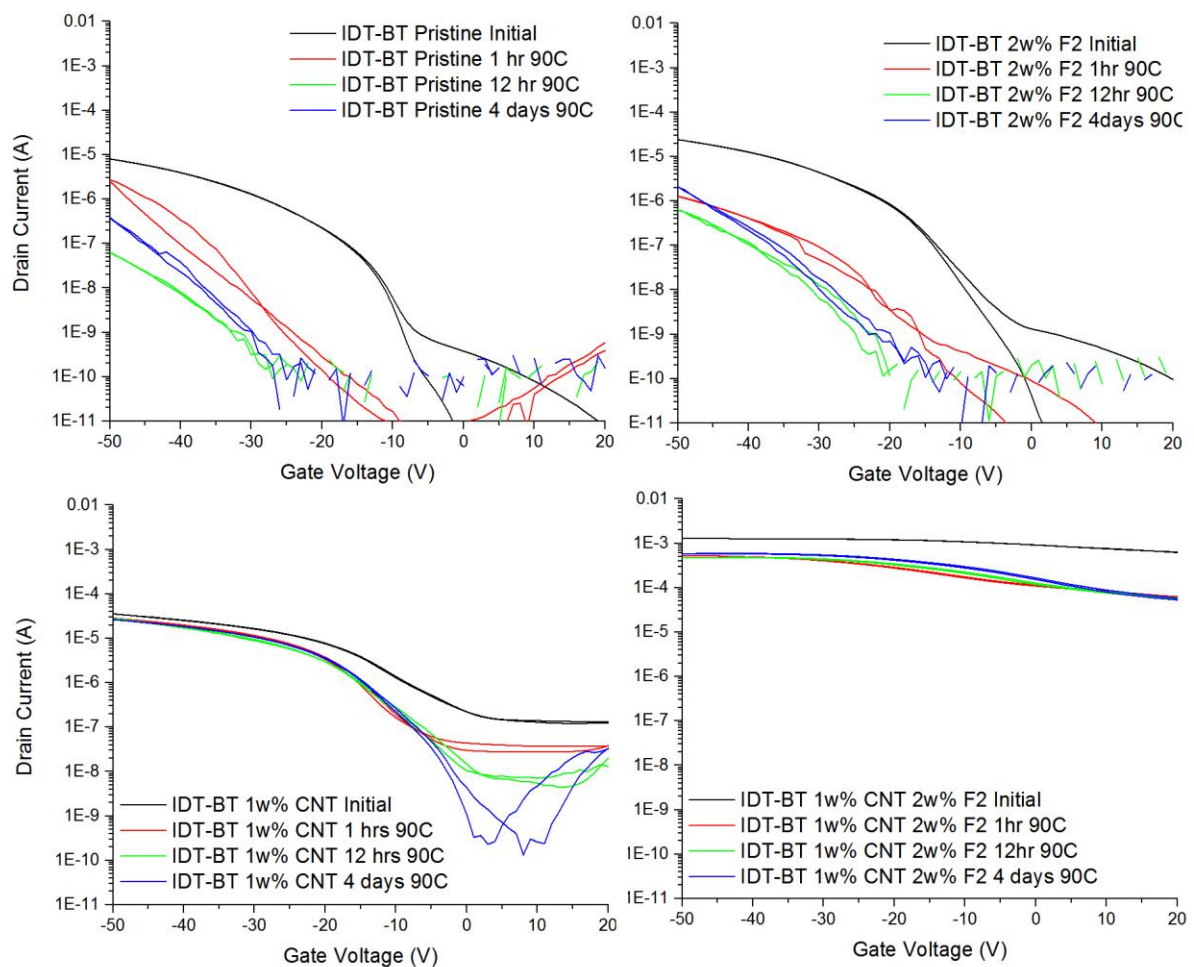 0.01
1E-3
1E-4
1E-5
1E-6
1E-7
1E-8
1E-9
1E-10
1E-11
Drain Current (A)
IDT-BT Pristine Initial
IDT-BT Pristine 1 hr 90C
IDT-BT Pristine 12 hr 90C
IDT-BT Pristine 4 days 90C
-50 -40 -30 -20 -10 0 10 20
Gate Voltage (V)
0.01
1E-3
1E-4
1E-5
1E-6
1E-7
1E-8
1E-9
1E-10
E-11
IDT-BT 2w% F2 Initial
IDT-BT 2w% F2 1hr 90C
IDT-BT 2w% F2 12hr 90C
IDT-BT 2w% F2 4days 90C
-50 -40 -30 -20 -10 0 10 20
Gate Voltage (V)
0.01
1E-3
1E-4
1E-5
1E-6
1E-7
1E-8
1E-9
1E-10
1E-11
Drain Current (A)
IDT-BT 1w% CNT Initial
IDT-BT 1w% CNT 1 hrs 90C
IDT-BT 1w% CNT 12 hrs 90C
IDT-BT 1w% CNT 4 days 90C
-50 -40 -30 -20 -10 0 10 20
Gate Voltage (V)
0.01
1E-3
1E-4
1E-5
1E-6
1E-7
1E-8
1E-9
1E-10
1E-11
IDT-BT 1w% CNT 2w% F2 Initial
IDT-BT 1w% CNT 2w% F2 1hr 90C
IDT-BT 1w% CNT 2w% F2 12hr 90C
IDT-BT 1w% CNT 2w% F2 4 days 90C
-50 -40 -30 -20 -10 0 10 20
Gate Voltage (V)